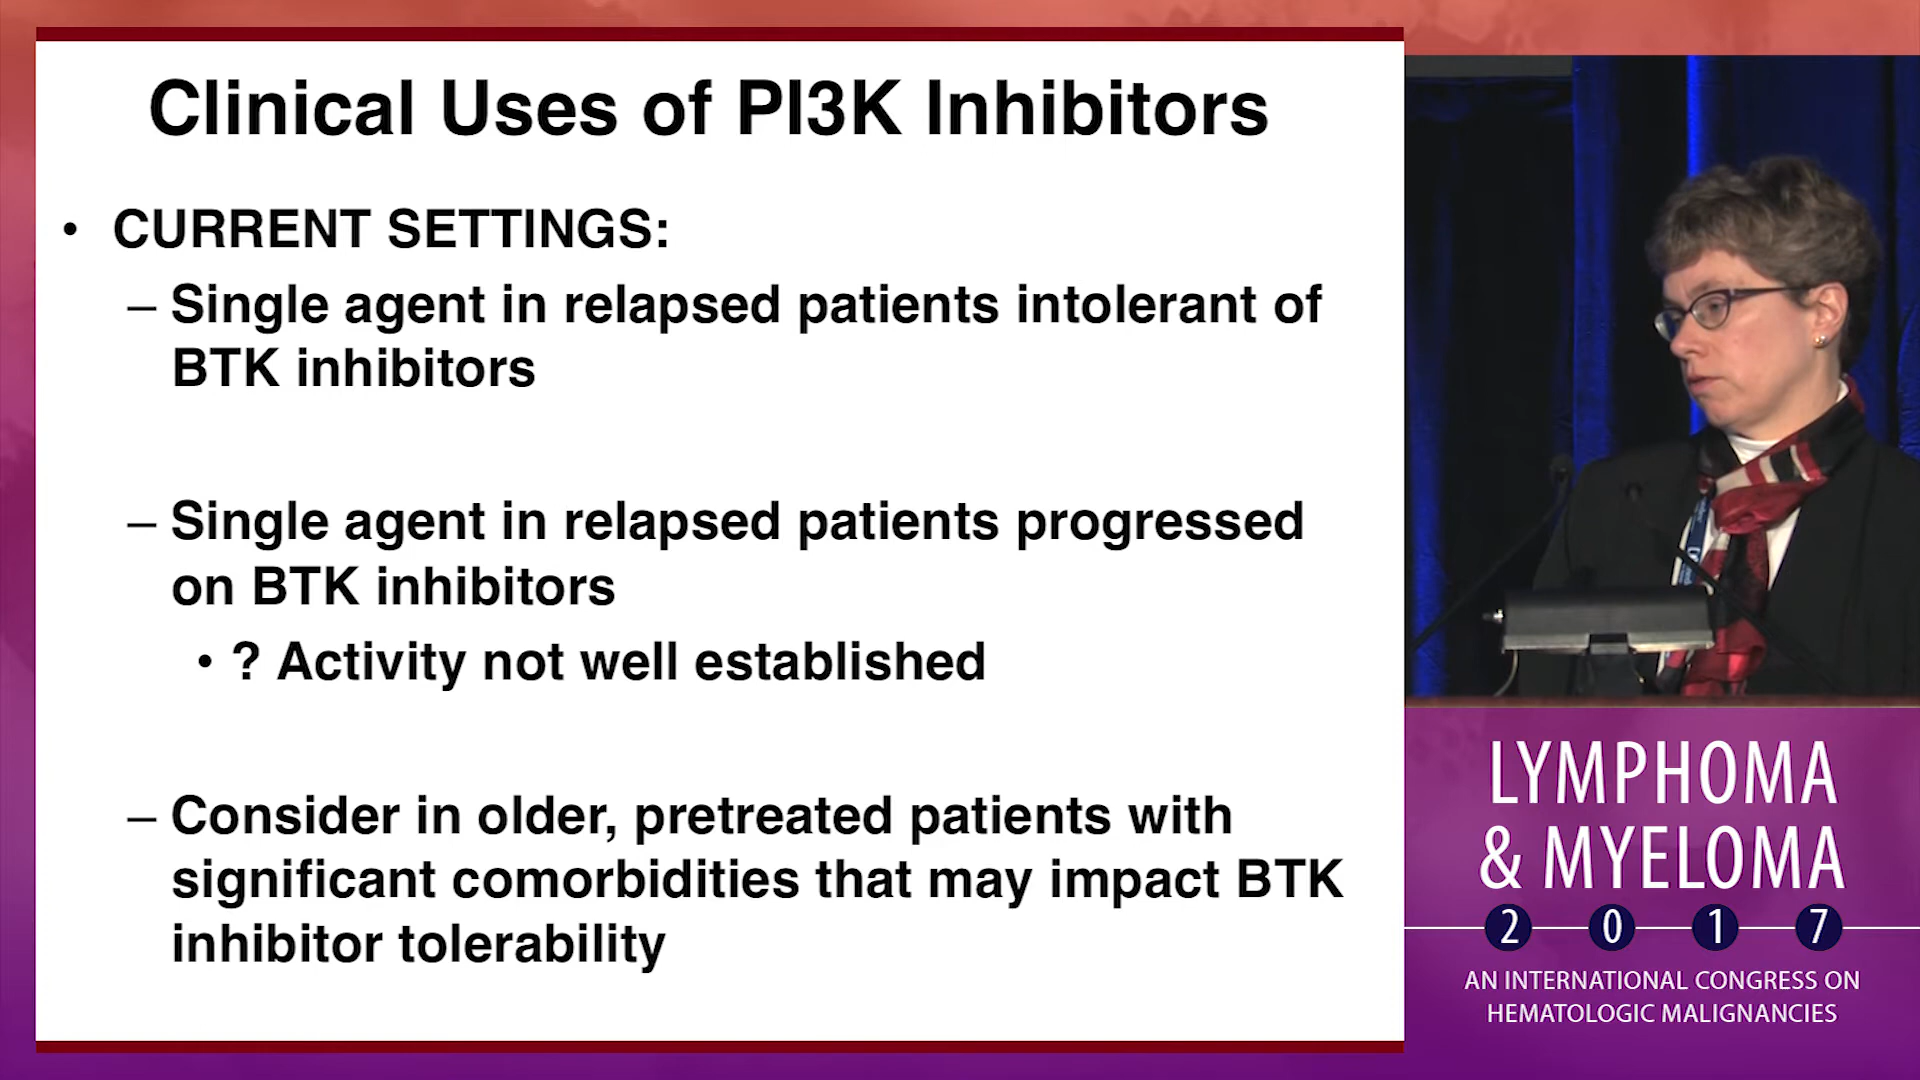 Clinical Uses of PI3K Inhibitors
• CURRENT SETTINGS:
– Single agent in relapsed patients intolerant of
BTK inhibitors
– Single agent in relapsed patients progressed
on BTK inhibitors
• ? Activity not well established
– Consider in older, pretreated patients with
significant comorbidities that may impact BTK
inhibitor tolerability
LYMPHOMA
& MYELOMA
2 0 1 7
AN INTERNATIONAL CONGRESS ON
HEMATOLOGIC MALIGNANCIES